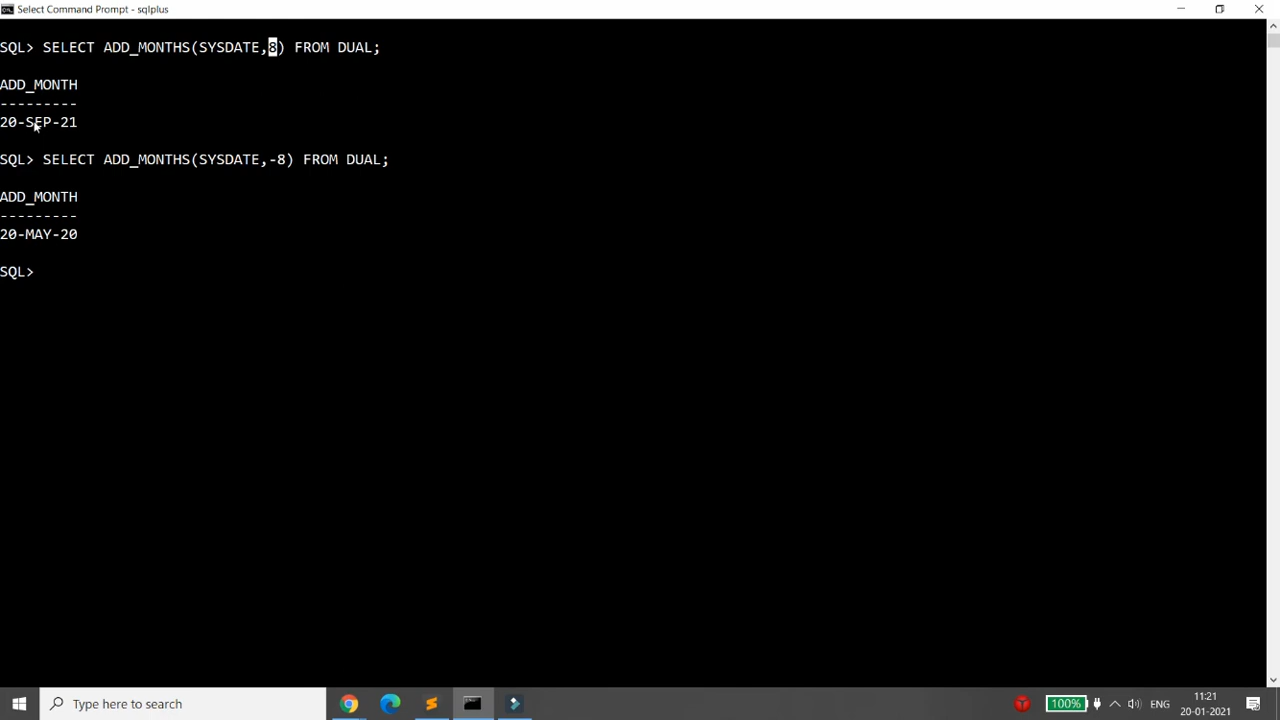 Select Command Prompt - sqlplus
SQL> SELECT ADD_MONTHS(SYSDATE,8) FROM DUAL;
ADD_MONTH
---------
20-SEP-21
SQL> SELECT ADD_MONTHS(SYSDATE,-8) FROM DUAL;
ADD_MONTH
---------
20-MAY-20
SQL>
Type here to search
100%
ENG
11:21
20-01-2021